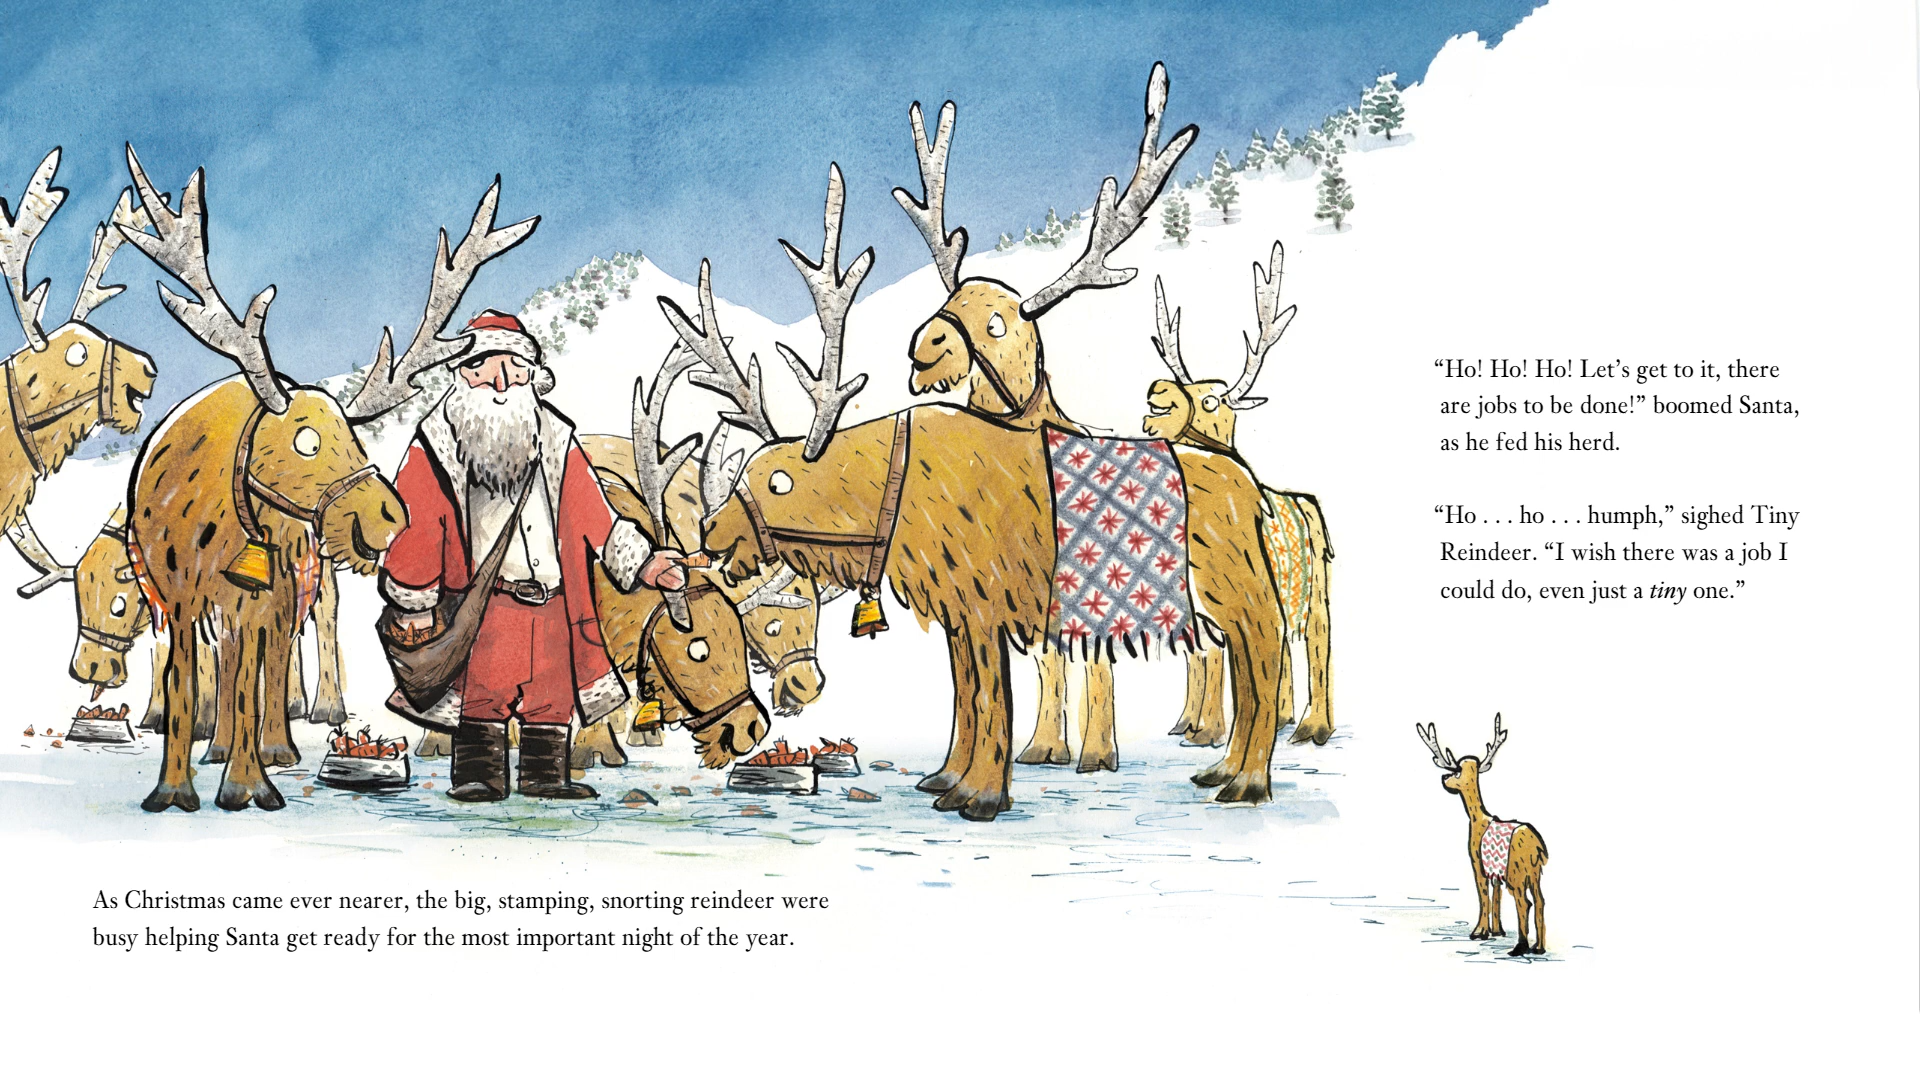 “Ho! Ho! Ho! Let’s get to it, there
are jobs to be done!” boomed Santa,
as he fed his herd.
“Ho . . . ho . . . humph,” sighed Tiny
Reindeer. “I wish there was a job I
could do, even just a tiny one.”
As Christmas came ever nearer, the big, stamping, snorting reindeer were
busy helping Santa get ready for the most important night of the year.